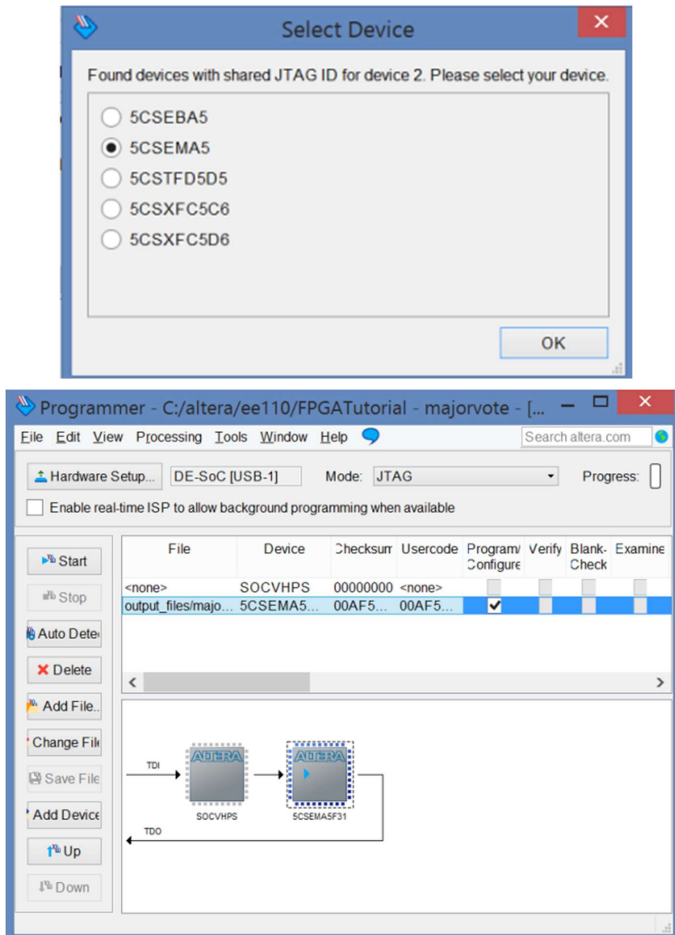 Select Device
Found devices with shared JTAG ID for device 2. Please select your device.
5CSEBA5
5CSEMA5
5CSTFD5D5
5CSXFC5C6
5CSXFC5D6
OK
Programmer - C:/altera/ee110/FPGATutorial - majorvote - [...
File Edit View Processing Tools Window Help Search altera.com
Hardware Setup... DE-SoC [USB-1] Mode: JTAG Progress:
Enable real-time ISP to allow background programming when available
File Device Checksum Usercode Program/ Verify Blank- Examine
Configure Check
<none> SOCVHPS 00000000 <none>
output_files/majo... 5CSEMA5... 00AF5... 00AF5...
Start
Stop
Auto Detec
Delete
Add File..
Change File
Save File
Add Device
Up
Down
ALTERA ALTERA
TDI
SOCVHPS 5CSEMA5F31
TDO